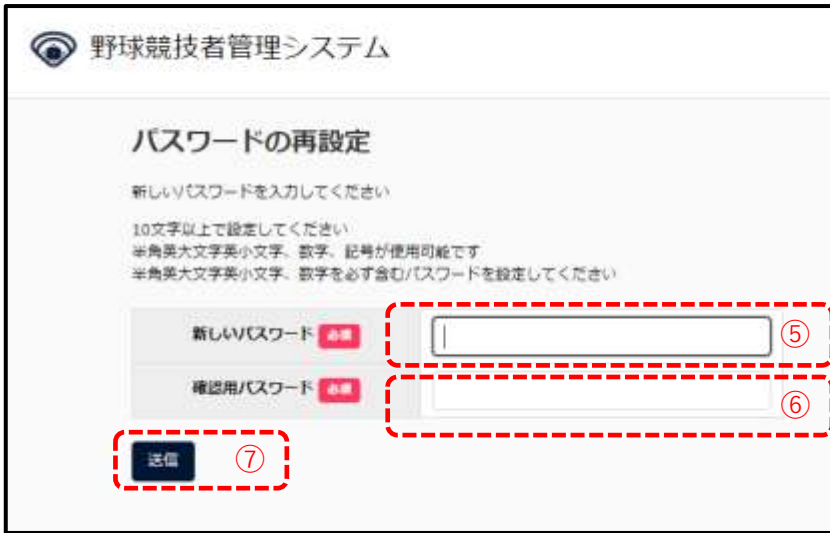 野球競技者管理システム
パスワードの再設定
新しいパスワードを入力してください
10文字以上で設定してください
半角英大文字英小文字、数字、記号が使用可能です
半角英大文字英小文字、数字を必ず含むパスワードを設定してください
新しいパスワード 必須 ⑤
確認用パスワード 必須 ⑥
送信 ⑦